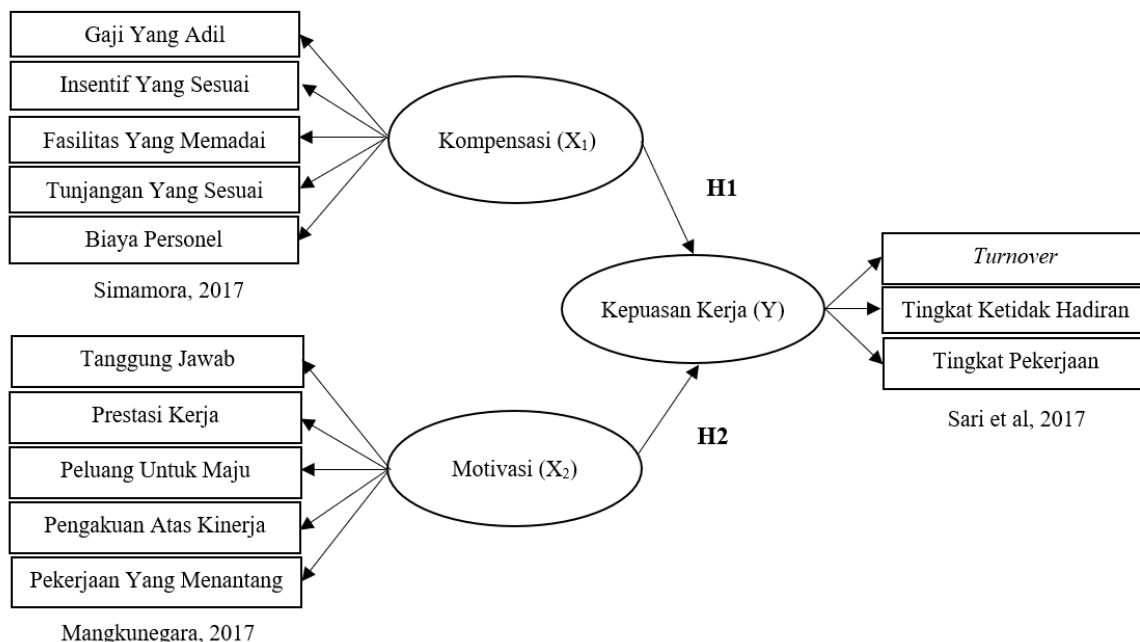 Gaji Yang Adil
Insentif Yang Sesuai
Fasilitas Yang Memadai
Tunjangan Yang Sesuai
Biaya Personel
Simamora, 2017
Kompensasi (X₁)
H1
Tanggung Jawab
Prestasi Kerja
Peluang Untuk Maju
Pengakuan Atas Kinerja
Pekerjaan Yang Menantang
Mangkunegara, 2017
Motivasi (X₂)
H2
Kepuasan Kerja (Y)
Turnover
Tingkat Ketidak Hadiran
Tingkat Pekerjaan
Sari et al, 2017